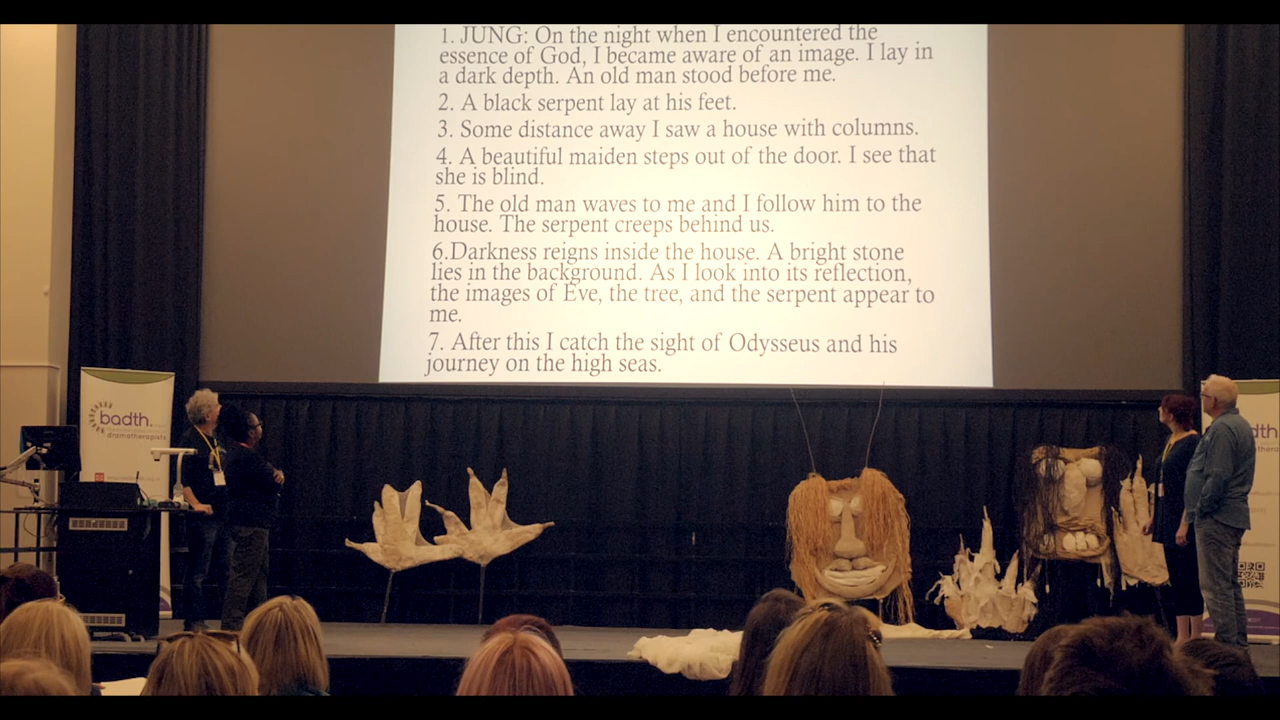 1. JUNG: On the night when I encountered the
essence of God, I became aware of an image. I lay in
a dark depth. An old man stood before me.
2. A black serpent lay at his feet.
3. Some distance away I saw a house with columns.
4. A beautiful maiden steps out of the door. I see that
she is blind.
5. The old man waves to me and I follow him to the
house. The serpent creeps behind us.
6.Darkness reigns inside the house. A bright stone
lies in the background. As I look into its reflection,
the images of Eve, the tree, and the serpent appear to
me.
7. After this I catch the sight of Odysseus and his
journey on the high seas.
badth.
dramatherapists
dth